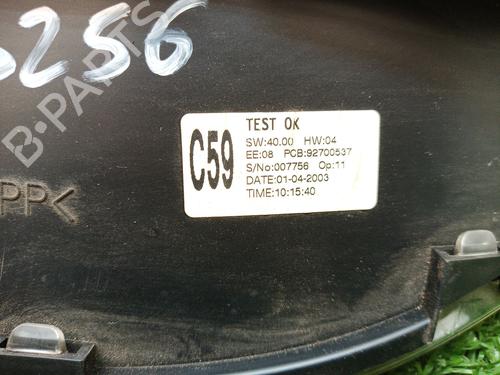 5256
B-PARTS
C59
TEST OK
SW:40.00 HW:04
EE:08 PCB:92700537
S/No:007756 Op:11
DATE:01-04-2003
TIME:10:15:40
PP<